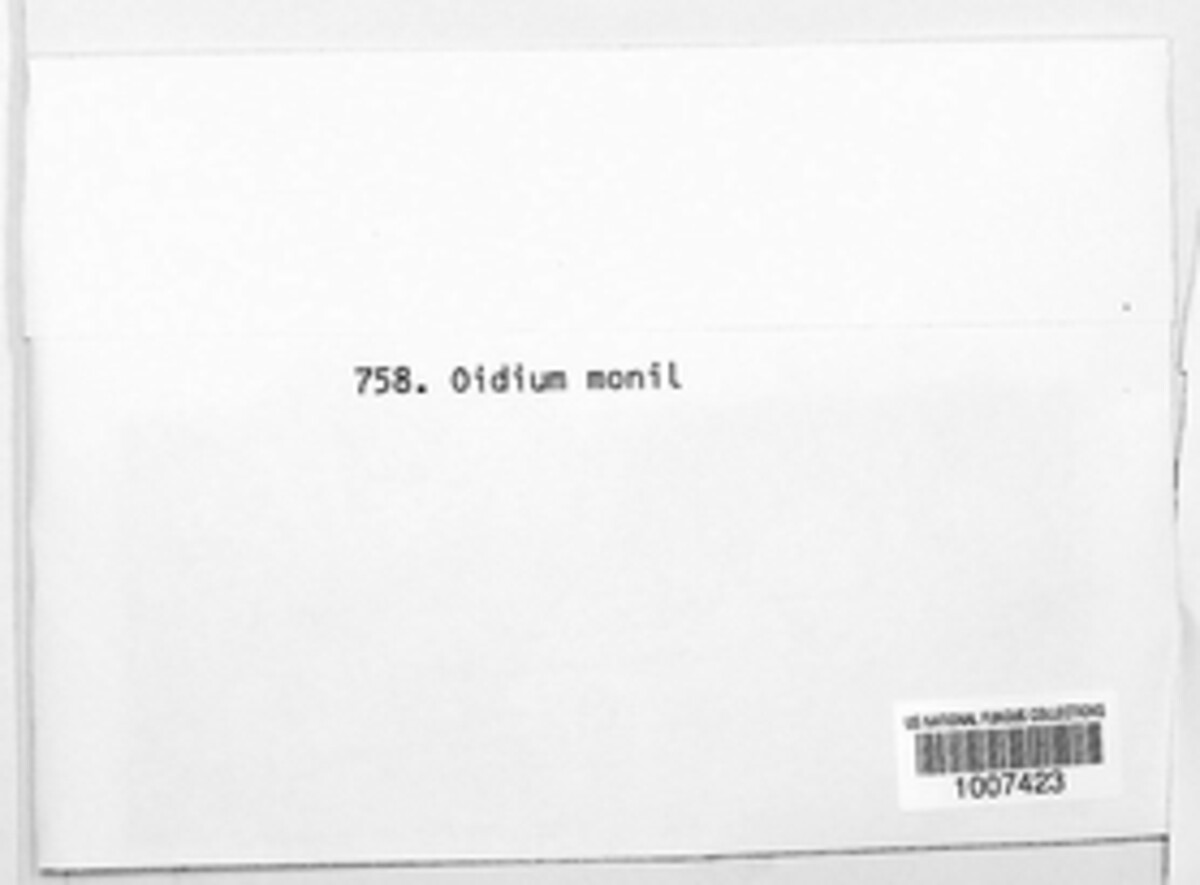 758. Oidium monil
US NATIONAL FUNGUS COLLECTIONS
1007423